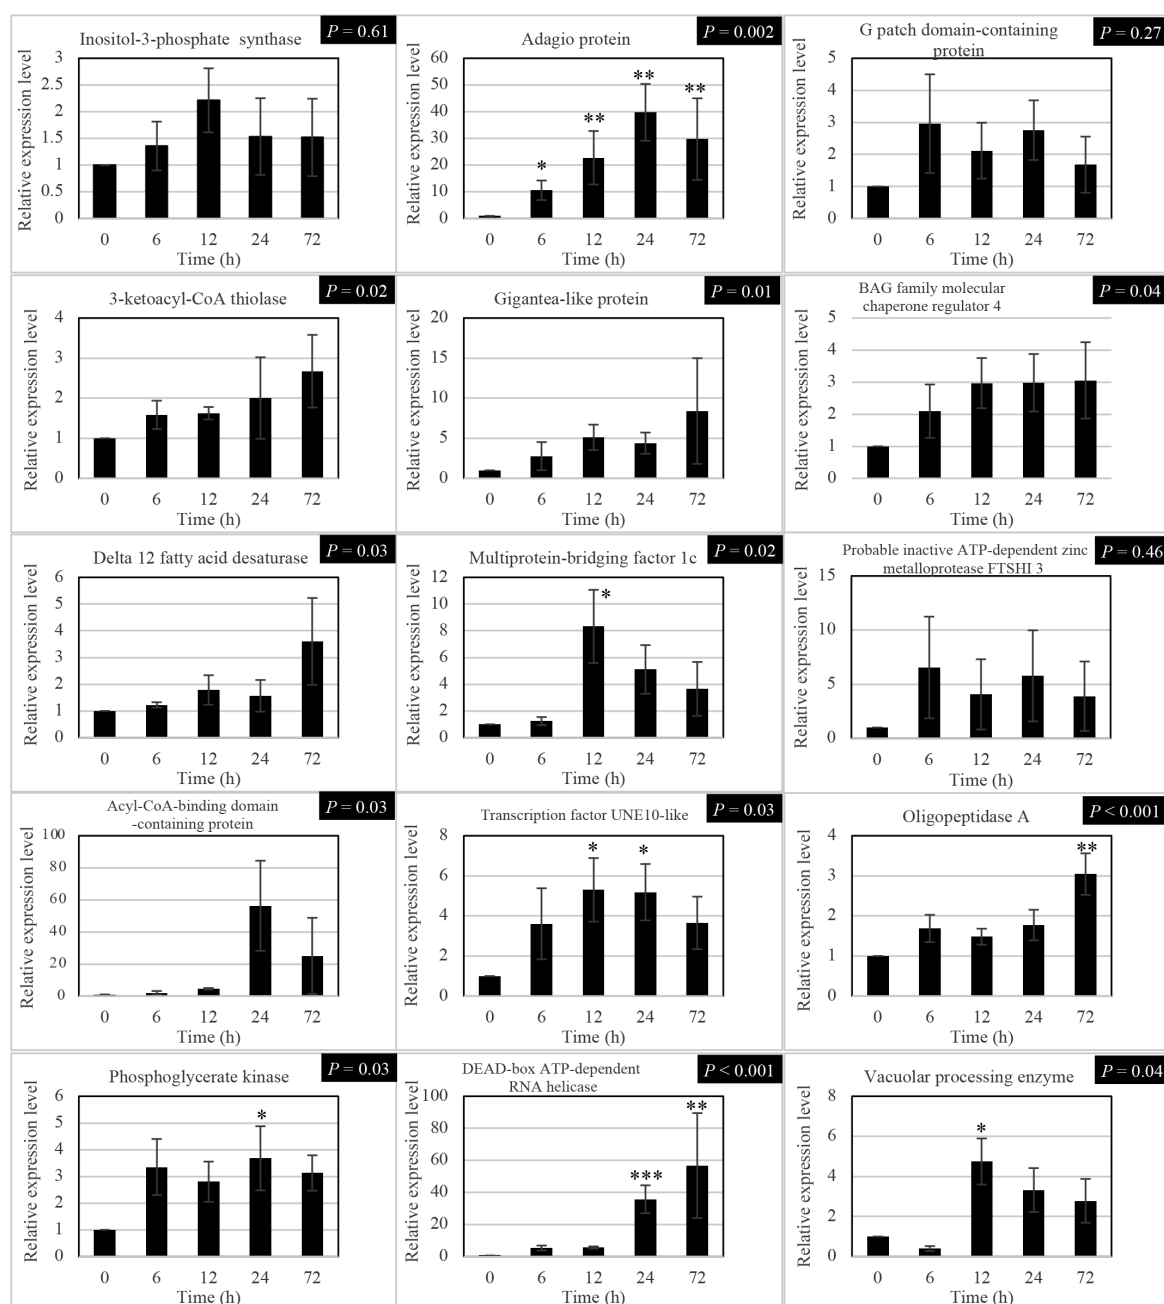 Inositol-3-phosphate synthase
P = 0.61
Relative expression level
3
2.5
2
1.5
1
0.5
0
0 6 12 24 72
Time (h)
Adagio protein
P = 0.002
Relative expression level
60
50
40
30
20
10
0
* ** ** **
0 6 12 24 72
Time (h)
G patch domain-containing
protein
P = 0.27
Relative expression level
5
4
3
2
1
0
0 6 12 24 72
Time (h)
3-ketoacyl-CoA thiolase
P = 0.02
Relative expression level
4
3
2
1
0
0 6 12 24 72
Time (h)
Gigantea-like protein
P = 0.01
Relative expression level
20
15
10
5
0
0 6 12 24 72
Time (h)
BAG family molecular
chaperone regulator 4
P = 0.04
Relative expression level
5
4
3
2
1
0
0 6 12 24 72
Time (h)
Delta 12 fatty acid desaturase
P = 0.03
Relative expression level
6
5
4
3
2
1
0
0 6 12 24 72
Time (h)
Multiprotein-bridging factor 1c
P = 0.02
Relative expression level
12
10
8
6
4
2
0
*
0 6 12 24 72
Time (h)
Probable inactive ATP-dependent zinc
metalloprotease FTSHI 3
P = 0.46
Relative expression level
15
10
5
0
0 6 12 24 72
Time (h)
Acyl-CoA-binding domain
-containing protein
P = 0.03
Relative expression level
100
80
60
40
20
0
0 6 12 24 72
Time (h)
Transcription factor UNE10-like
P = 0.03
Relative expression level
8
6
4
2
0
* *
0 6 12 24 72
Time (h)
Oligopeptidase A
P < 0.001
Relative expression level
4
3
2
1
0
**
0 6 12 24 72
Time (h)
Phosphoglycerate kinase
P = 0.03
Relative expression level
6
5
4
3
2
1
0
*
0 6 12 24 72
Time (h)
DEAD-box ATP-dependent
RNA helicase
P < 0.001
Relative expression level
100
80
60
40
20
0
*** **
0 6 12 24 72
Time (h)
Vacuolar processing enzyme
P = 0.04
Relative expression level
8
6
4
2
0
*
0 6 12 24 72
Time (h)